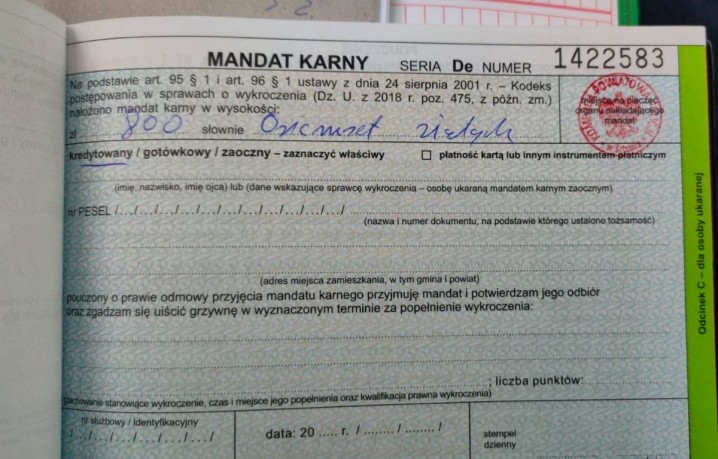 MANDAT KARNY SERIA De NUMER 1422583
Na podstawie art. 95 § 1 i art. 96 § 1 ustawy z dnia 24 sierpnia 2001 r. – Kodeks
postępowania w sprawach o wykroczenia (Dz. U. z 2018 r. poz. 475, z późn. zm.)
nałożono mandat karny w wysokości:
zł 800 słownie Osiemset złotych
miejsce na pieczęć
organu nakładającego
mandat
kredytowany / gotówkowy / zaoczny – zaznaczyć właściwy ☐ płatność kartą lub innym instrumentem płatniczym
(imię, nazwisko, imię ojca) lub (dane wskazujące sprawcę wykroczenia – osobę ukaraną mandatem karnym zaocznym)
nr PESEL /.../.../.../.../.../.../.../.../.../.../.../
(nazwa i numer dokumentu, na podstawie którego ustalono tożsamość)
(adres miejsca zamieszkania, w tym gmina i powiat)
pouczony o prawie odmowy przyjęcia mandatu karnego przyjmuję mandat i potwierdzam jego odbiór
oraz zgadzam się uiścić grzywnę w wyznaczonym terminie za popełnienie wykroczenia:
; liczba punktów:
(zachowanie stanowiące wykroczenie, czas i miejsce jego popełnienia oraz kwalifikacja prawna wykroczenia)
nr służbowy / identyfikacyjny
/.../.../.../.../.../.../
data: 20 ..... r. / ........ / ........ /
stempel
dzienny
Odcinek C – dla osoby ukaranej